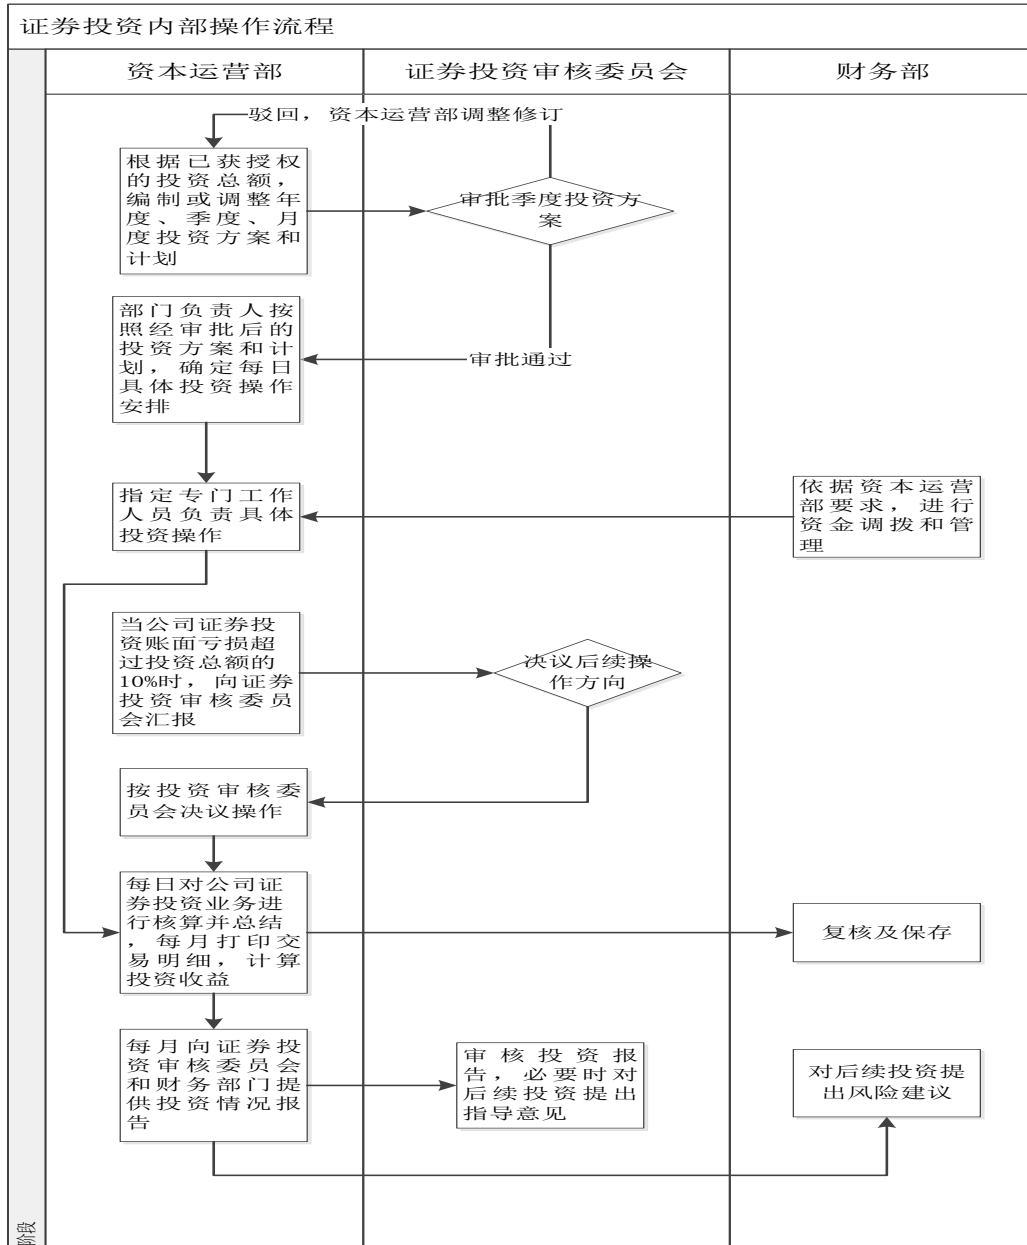 证券投资内部操作流程
资本运营部
证券投资审核委员会
财务部
驳回，资本运营部调整修订
根据已获授权
的投资总额，
编制或调整年
度、季度、月
度投资方案和
计划
审批季度投资方
案
部门负责人按
照经审批后的
投资方案和计
划，确定每日
具体投资操作
安排
审批通过
指定专门工作
人员负责具体
投资操作
依据资本运营
部要求，进行
资金调拨和管
理
当公司证券投
资账面亏损超
过投资总额的
10%时，向证券
投资审核委员
会汇报
决议后续操
作方向
按投资审核委
员会决议操作
每日对公司证
券投资业务进
行核算并总结
，每月打印交
易明细，计算
投资收益
复核及保存
每月向证券投
资审核委员会
和财务部门提
供投资情况报
告
审核投资报
告，必要时对
后续投资提出
指导意见
对后续投资提
出风险建议
阶段